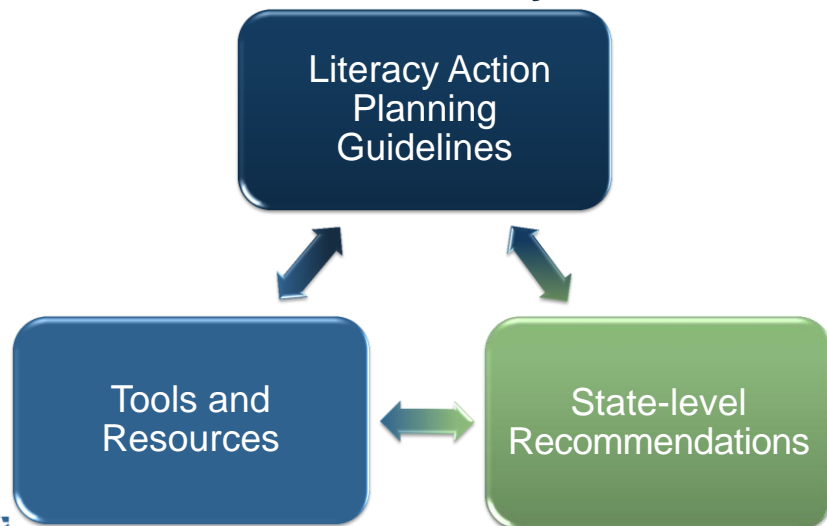 Literacy Action
Planning
Guidelines
Tools and
Resources
State-level
Recommendations